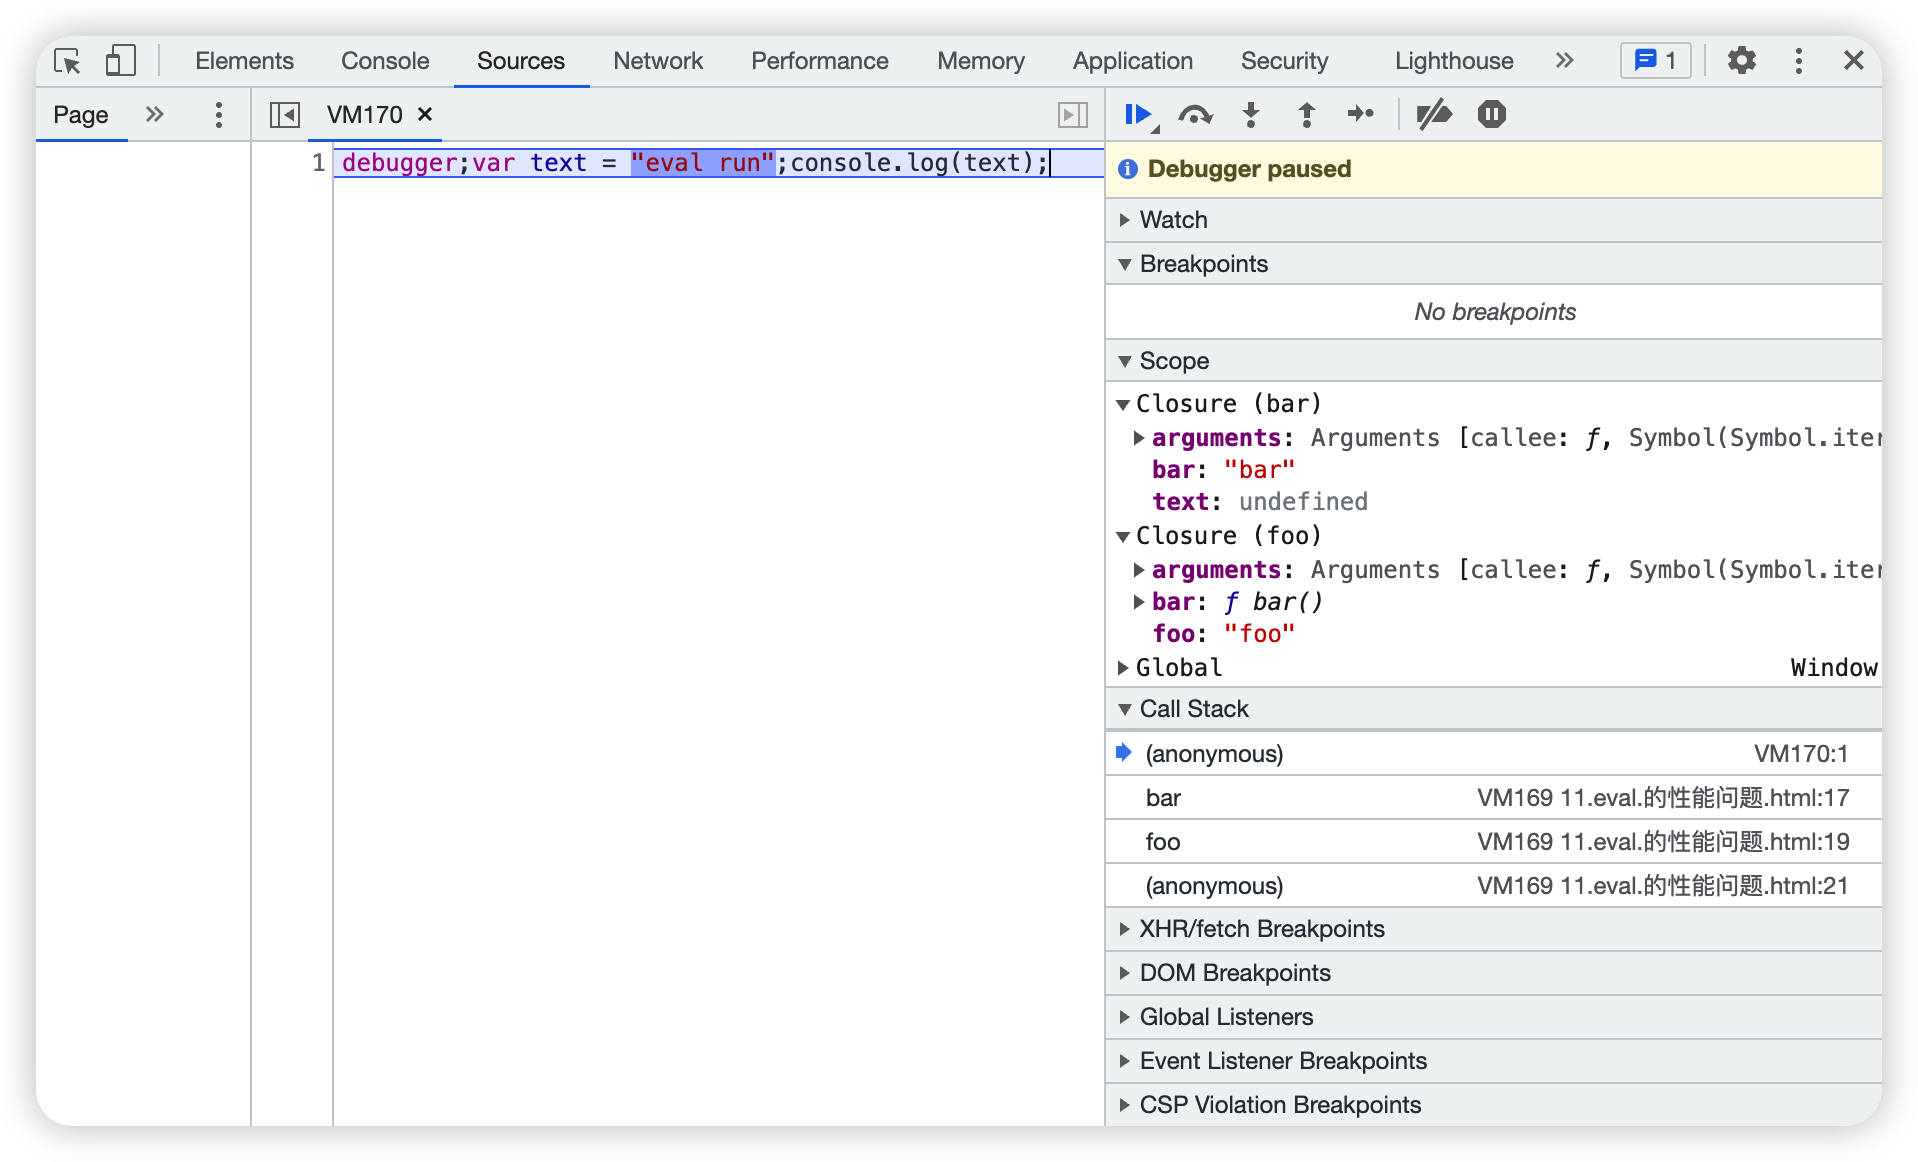 Elements Console Sources Network Performance Memory Application Security Lighthouse » 1
Page » VM170 ×
1 debugger;var text = "eval run";console.log(text);
Debugger paused
Watch
Breakpoints
No breakpoints
Scope
Closure (bar)
arguments: Arguments [callee: ƒ, Symbol(Symbol.iter
bar: "bar"
text: undefined
Closure (foo)
arguments: Arguments [callee: ƒ, Symbol(Symbol.iter
bar: ƒ bar()
foo: "foo"
Global Window
Call Stack
(anonymous) VM170:1
bar VM169 11.eval.的性能问题.html:17
foo VM169 11.eval.的性能问题.html:19
(anonymous) VM169 11.eval.的性能问题.html:21
XHR/fetch Breakpoints
DOM Breakpoints
Global Listeners
Event Listener Breakpoints
CSP Violation Breakpoints